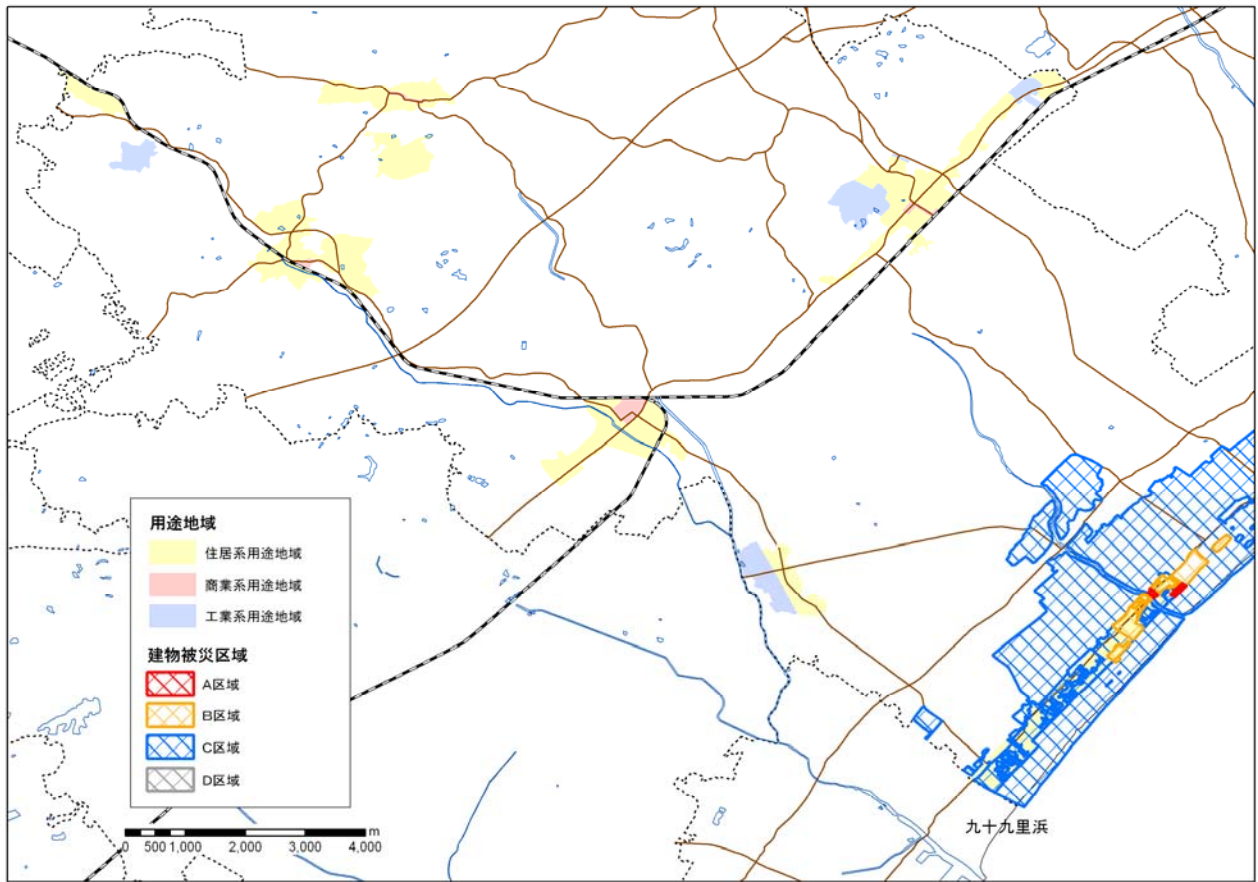 用途地域
住居系用途地域
商業系用途地域
工業系用途地域
建物被災区域
A区域
B区域
C区域
D区域
m
0 500 1,000 2,000 3,000 4,000
九十九里浜